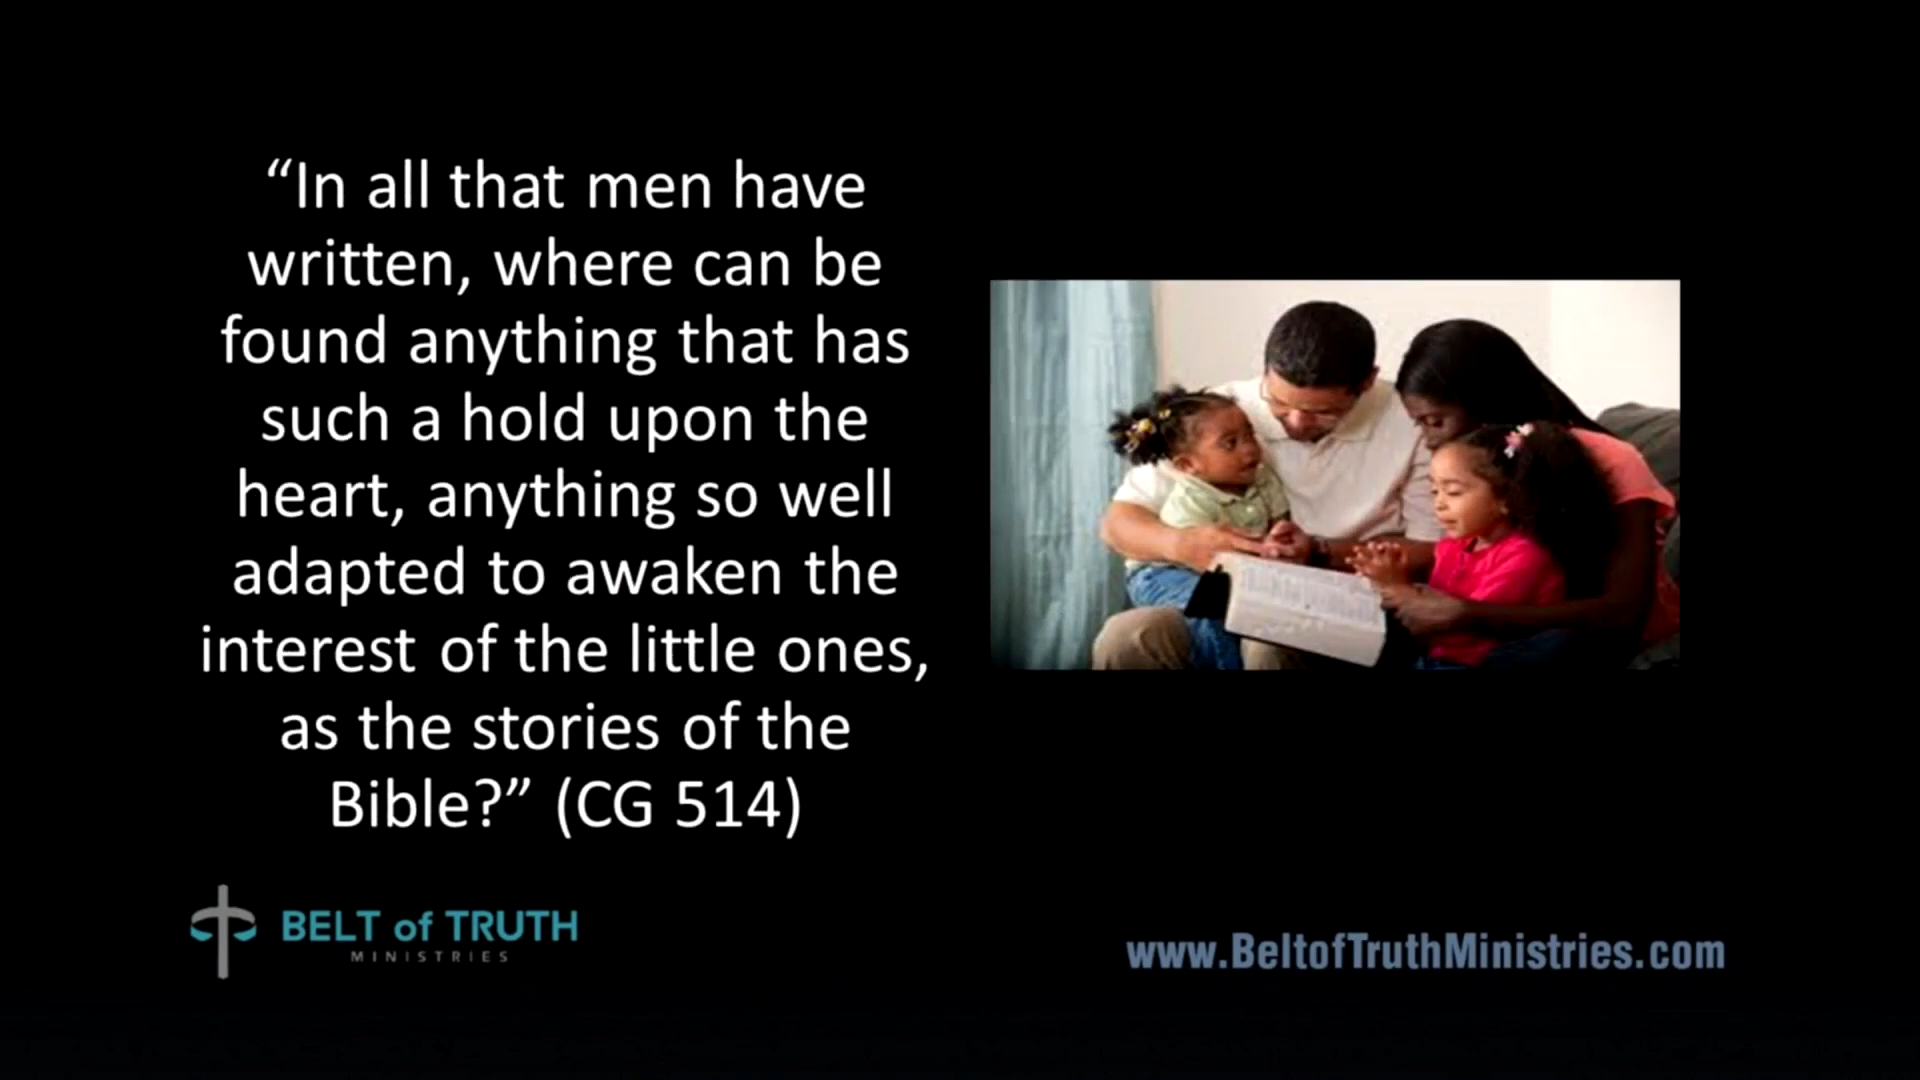 “In all that men have
written, where can be
found anything that has
such a hold upon the
heart, anything so well
adapted to awaken the
interest of the little ones,
as the stories of the
Bible?” (CG 514)
BELT of TRUTH
MINISTRIES
www.BeltofTruthMinistries.com